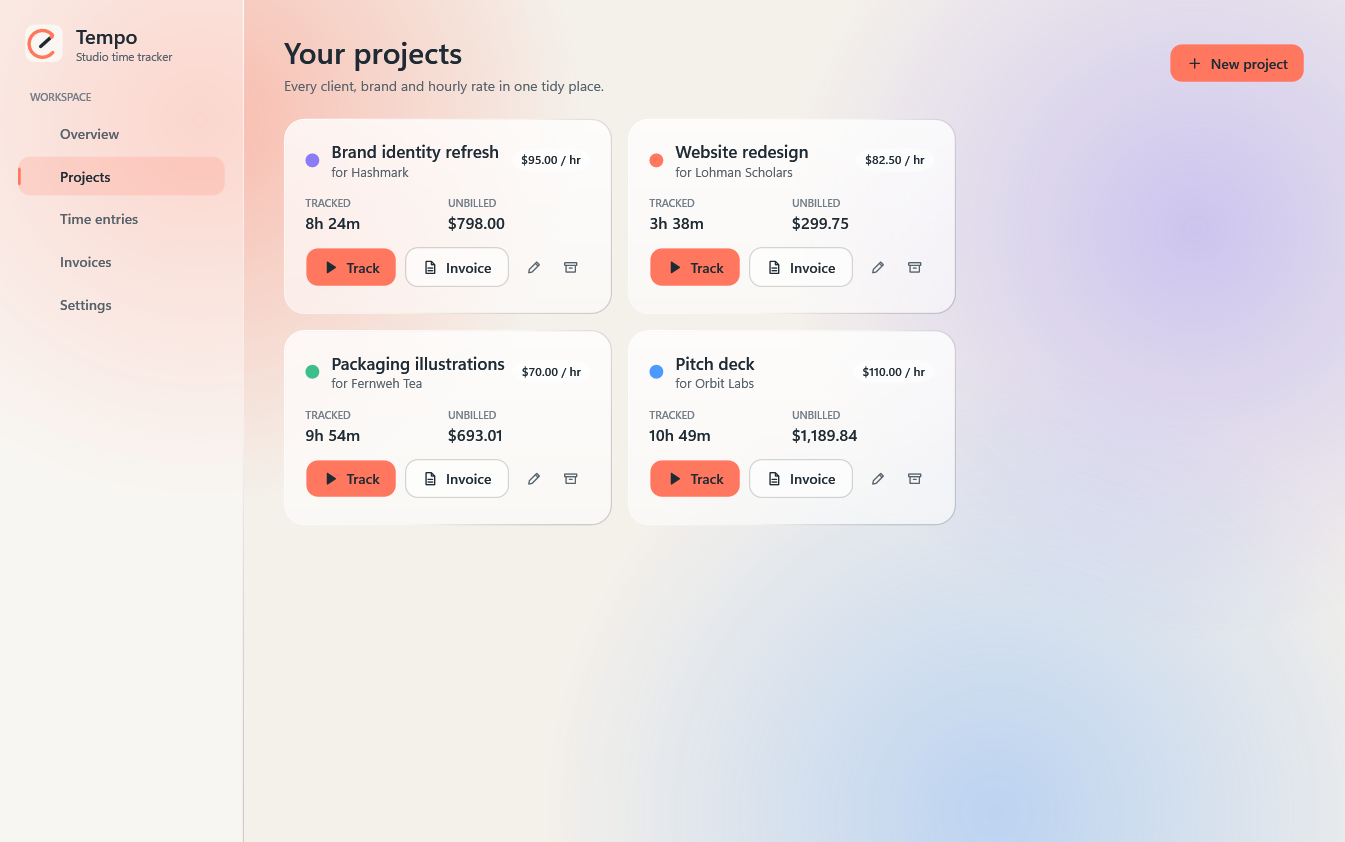 Tempo
Studio time tracker
WORKSPACE
Overview
Projects
Time entries
Invoices
Settings
Your projects
Every client, brand and hourly rate in one tidy place.
New project
Brand identity refresh
for Hashmark
$95.00 / hr
TRACKED
UNBILLED
8h 24m
$798.00
Track
Invoice
Website redesign
for Lohman Scholars
$82.50 / hr
TRACKED
UNBILLED
3h 38m
$299.75
Track
Invoice
Packaging illustrations
for Fernweh Tea
$70.00 / hr
TRACKED
UNBILLED
9h 54m
$693.01
Track
Invoice
Pitch deck
for Orbit Labs
$110.00 / hr
TRACKED
UNBILLED
10h 49m
$1,189.84
Track
Invoice